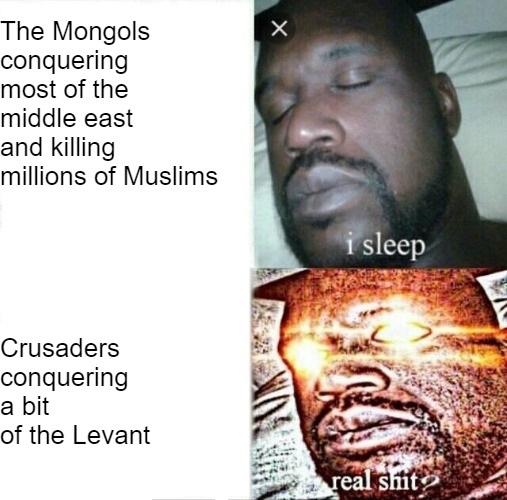 The Mongols
conquering
most of the
middle east
and killing
millions of Muslims
i sleep
Crusaders
conquering
a bit
of the Levant
real shit?